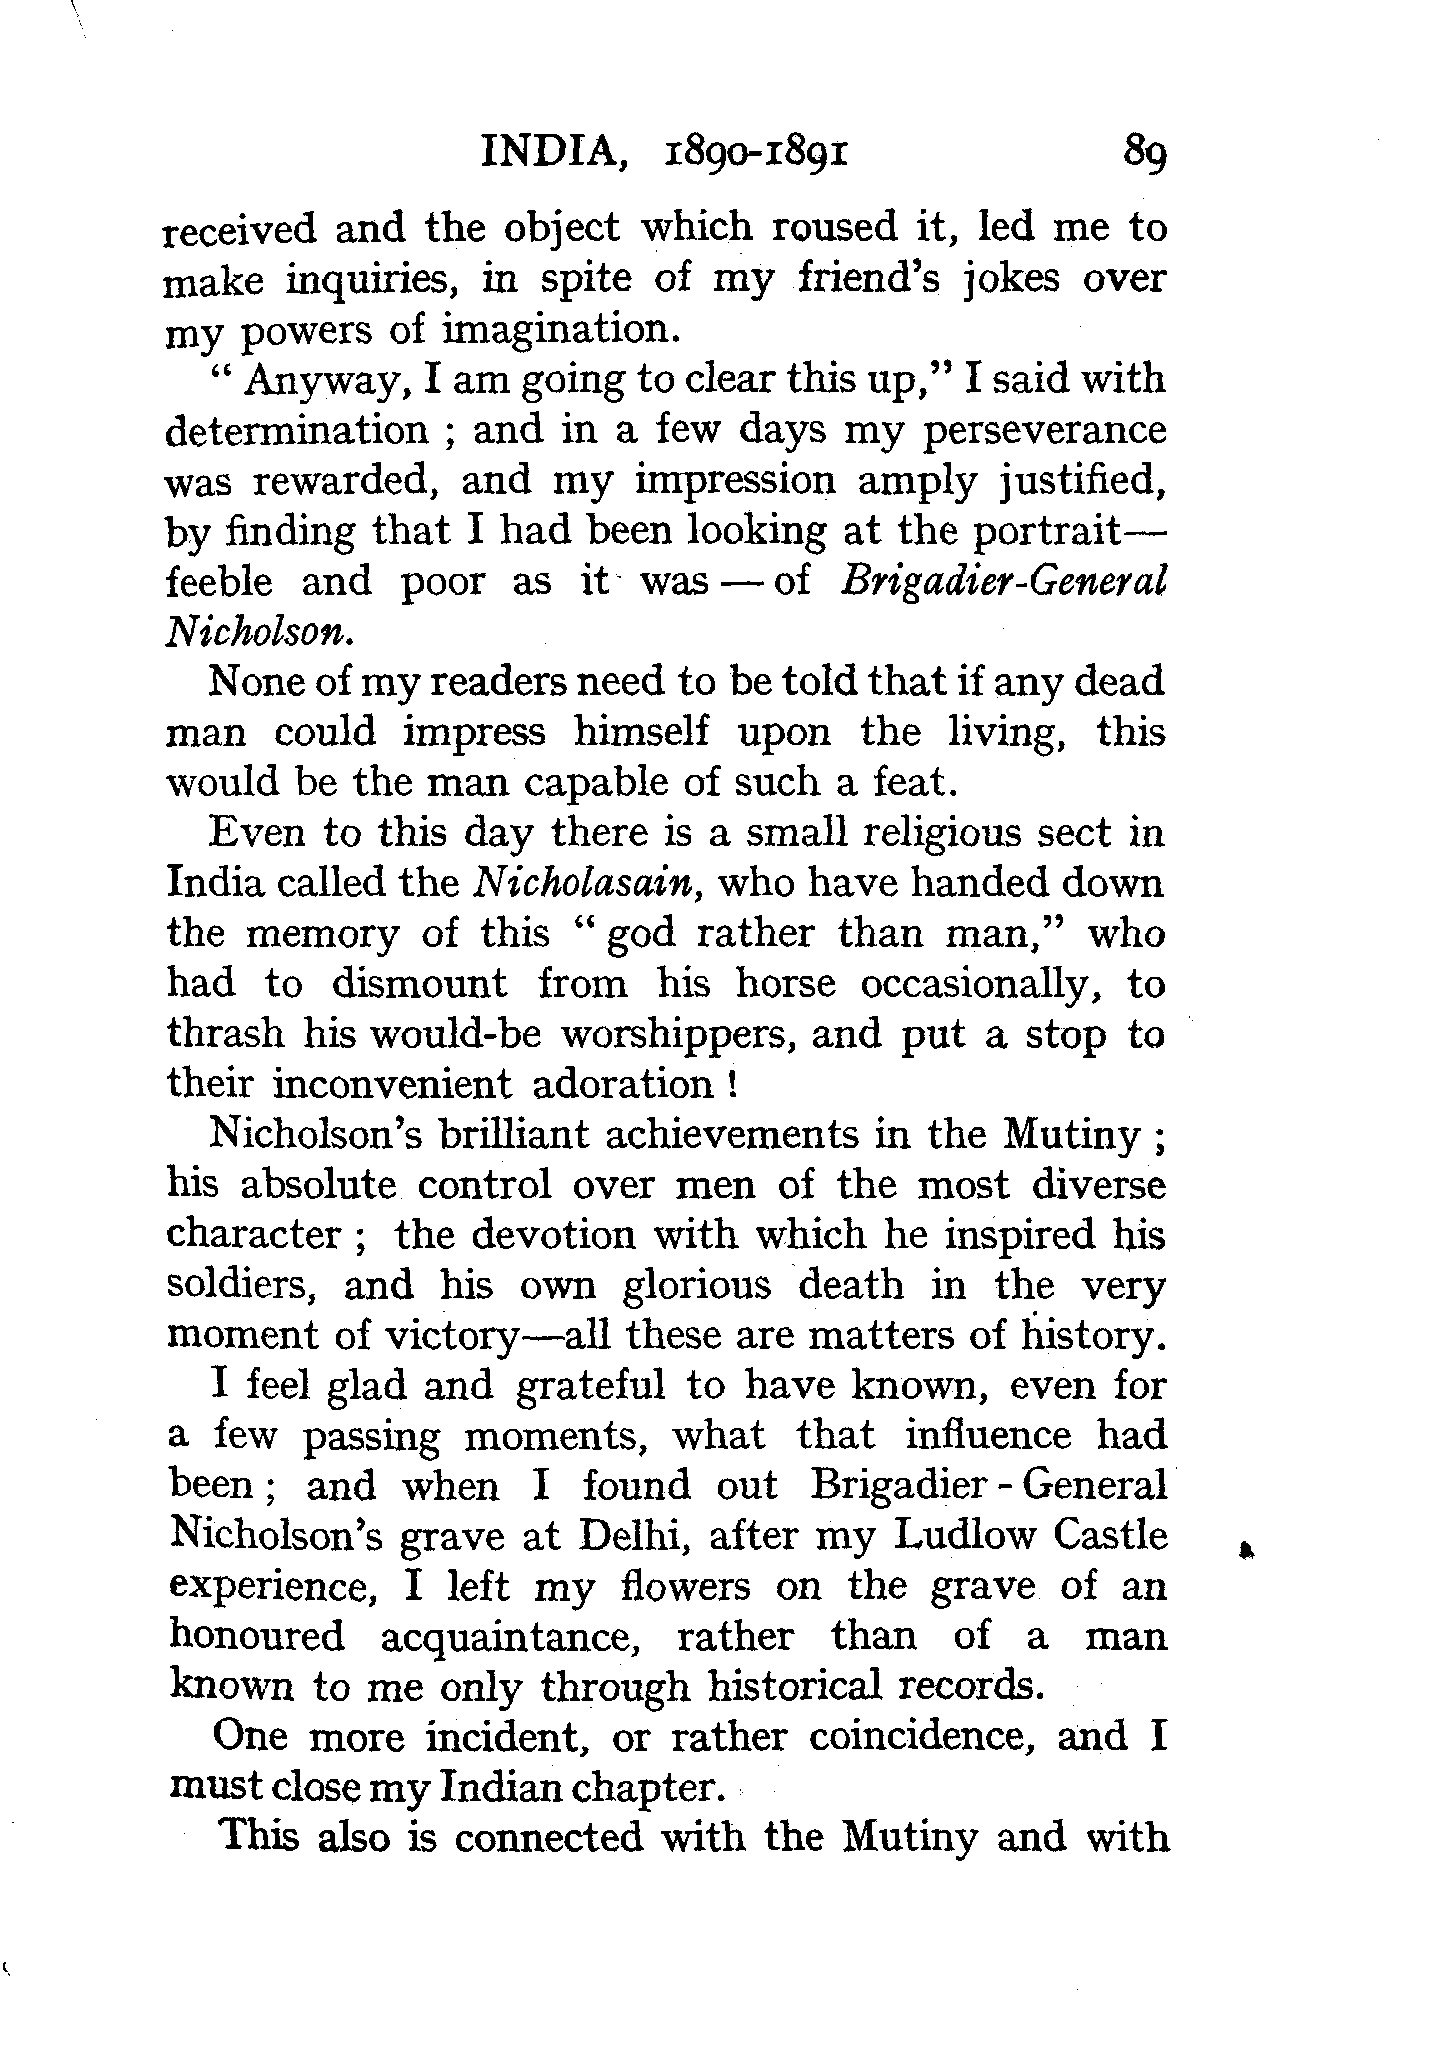 INDIA, 1890-1891 89
received and the object which roused it, led me to
make inquiries, in spite of my friend's jokes over
my powers of imagination.
" Anyway, I am going to clear this up," I said with
determination ; and in a few days my perseverance
was rewarded, and my impression amply justified,
by finding that I had been looking at the portrait—
feeble and poor as it was — of Brigadier-General
Nicholson.
None of my readers need to be told that if any dead
man could impress himself upon the living, this
would be the man capable of such a feat.
Even to this day there is a small religious sect in
India called the Nicholasain, who have handed down
the memory of this " god rather than man," who
had to dismount from his horse occasionally, to
thrash his would-be worshippers, and put a stop to
their inconvenient adoration !
Nicholson's brilliant achievements in the Mutiny ;
his absolute control over men of the most diverse
character ; the devotion with which he inspired his
soldiers, and his own glorious death in the very
moment of victory—all these are matters of history.
I feel glad and grateful to have known, even for
a few passing moments, what that influence had
been ; and when I found out Brigadier - General
Nicholson's grave at Delhi, after my Ludlow Castle
experience, I left my flowers on the grave of an
honoured acquaintance, rather than of a man
known to me only through historical records.
One more incident, or rather coincidence, and I
must close my Indian chapter.
This also is connected with the Mutiny and with